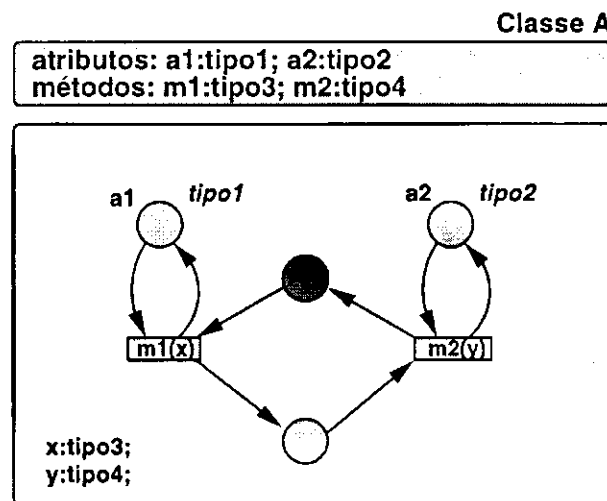 Classe A
atributos: a1:tipo1; a2:tipo2
métodos: m1:tipo3; m2:tipo4
a1 tipo1 a2 tipo2
m1(x) m2(y)
x:tipo3;
y:tipo4;